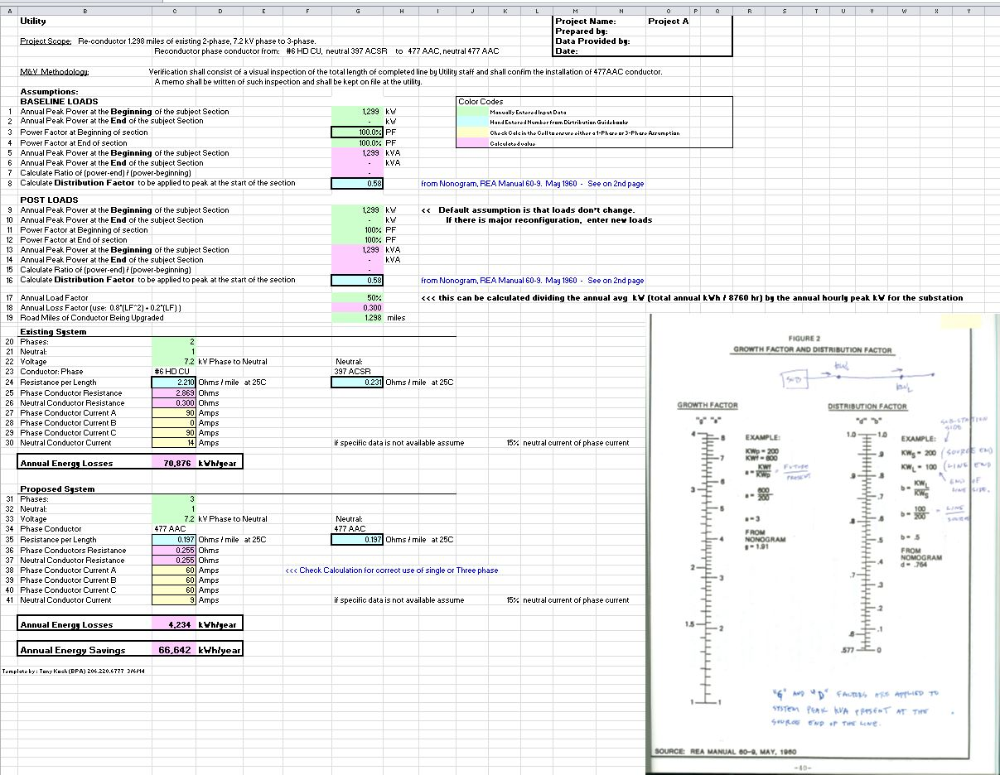 A B C D E F G H I J K L M N O P Q R S T U V W X Y
Utility
Project Name: Project A
Prepared by:
Data Provided by:
Date:
Project Scope: Re-conductor 1.298 miles of existing 2-phase, 7.2 kV phase to 3-phase.
Reconductor phase conductor from: #6 HD CU, neutral 397 ACSR to 477 AAC, neutral 477 AAC
M&V Methodology: Verification shall consist of a visual inspection of the total length of completed line by Utility staff and shall confim the installation of 477AAC conductor.
A memo shall be written of such inspection and shall be kept on file at the utility.
Assumptions:
BASELINE LOADS
1 Annual Peak Power at the Beginning of the subject Section 1,299 kW
2 Annual Peak Power at the End of the subject Section - kW
3 Power Factor at Beginning of section 100.0% PF
4 Power Factor at End of section 100.0% PF
5 Annual Peak Power at the Beginning of the subject Section 1,299 kVA
6 Annual Peak Power at the End of the subject Section - kVA
7 Calculate Ratio of (power-end) / (power-beginning) -
8 Calculate Distribution Factor to be applied to peak at the start of the section 0.58 from Nonogram, REA Manual 60-9. May 1960 - See on 2nd page
Color Codes
Manually Entered Input Data
Hand Entered Number from Distribution Guidebooks
Check Calc in the Cell to ensure either a 1-Phase or 3-Phase Assumption
Calculated value
POST LOADS
9 Annual Peak Power at the Beginning of the subject Section 1,299 kW << Default assumption is that loads don't change.
10 Annual Peak Power at the End of the subject Section - kW If there is major reconfiguration, enter new loads
11 Power Factor at Beginning of section 100% PF
12 Power Factor at End of section 100% PF
13 Annual Peak Power at the Beginning of the subject Section 1,299 kVA
14 Annual Peak Power at the End of the subject Section - kVA
15 Calculate Ratio of (power-end) / (power-beginning) -
16 Calculate Distribution Factor to be applied to peak at the start of the section 0.58 from Nonogram, REA Manual 60-9. May 1960 - See on 2nd page
17 Annual Load Factor 50% <<< this can be calculated dividing the annual avg kW (total annual kWh / 8760 hr) by the annual hourly peak kW for the substation
18 Annual Loss Factor (use: 0.8*(LF^2) + 0.2*(LF) ) 0.300
19 Road Miles of Conductor Being Upgraded 1.298 miles
Existing System
20 Phases: 2
21 Neutral: 1
22 Voltage 7.2 kV Phase to Neutral Neutral:
23 Conductor: Phase #6 HD CU 397 ACSR
24 Resistance per Length 2.210 Ohms / mile at 25C 0.231 Ohms / mile at 25C
25 Phase Conductor Resistance 2.869 Ohms
26 Neutral Conductor Resistance 0.300 Ohms
27 Phase Conductor Current A 90 Amps
28 Phase Conductor Current B 0 Amps
29 Phase Conductor Current C 90 Amps
30 Neutral Conductor Current 14 Amps if specific data is not available assume 15% neutral current of phase current
Annual Energy Losses 70,876 kWh/year
Proposed System
31 Phases: 3
32 Neutral: 1
33 Voltage 7.2 kV Phase to Neutral Neutral:
34 Phase Conductor 477 AAC 477 AAC
35 Resistance per Length 0.197 Ohms / mile at 25C 0.197 Ohms / mile at 25C
36 Phase Conductors Resistance 0.255 Ohms
37 Neutral Conductor Resistance 0.255 Ohms
38 Phase Conductor Current A 60 Amps <<< Check Calculation for correct use of single or Three phase
39 Phase Conductor Current B 60 Amps
40 Phase Conductor Current C 60 Amps
41 Neutral Conductor Current 9 Amps if specific data is not available assume 15% neutral current of phase current
Annual Energy Losses 4,234 kWh/year
Annual Energy Savings 66,642 kWh/year
Template by: Tony Koch (BPA) 206.220.6777 3/6/14
FIGURE 2
GROWTH FACTOR AND DISTRIBUTION FACTOR
SUB
GROWTH FACTOR
"g" "a"
4 8
7
6
3
5
4
2 3
1.5 2
1 1
EXAMPLE:
KWp = 200
KWf = 600
a = KWf/KWp = FUTURE/PRESENT
a = 600/200
a = 3
FROM
NONOGRAM
g = 1.91
DISTRIBUTION FACTOR
"d" "b"
1.0 1.0
.9
.9 .8
.7
.8 .6
.5
.4
.7 .3
.2
.6 .1
.577 0
SUB-STATION
SIDE
EXAMPLE:
KWS = 200 (SOURCE END)
KWL = 100 (LINE END
END OF
LINE SIDE.
b = KWL/KWS
b = 100/200 = LINE/SOURCE
b = .5
FROM
NOMOGRAM
d = .764
"G" AND "D" FACTORS ARE APPLIED TO
SYSTEM PEAK KVA PRESENT AT THE
SOURCE END OF THE LINE.
SOURCE: REA MANUAL 60-9, MAY, 1960
-40-